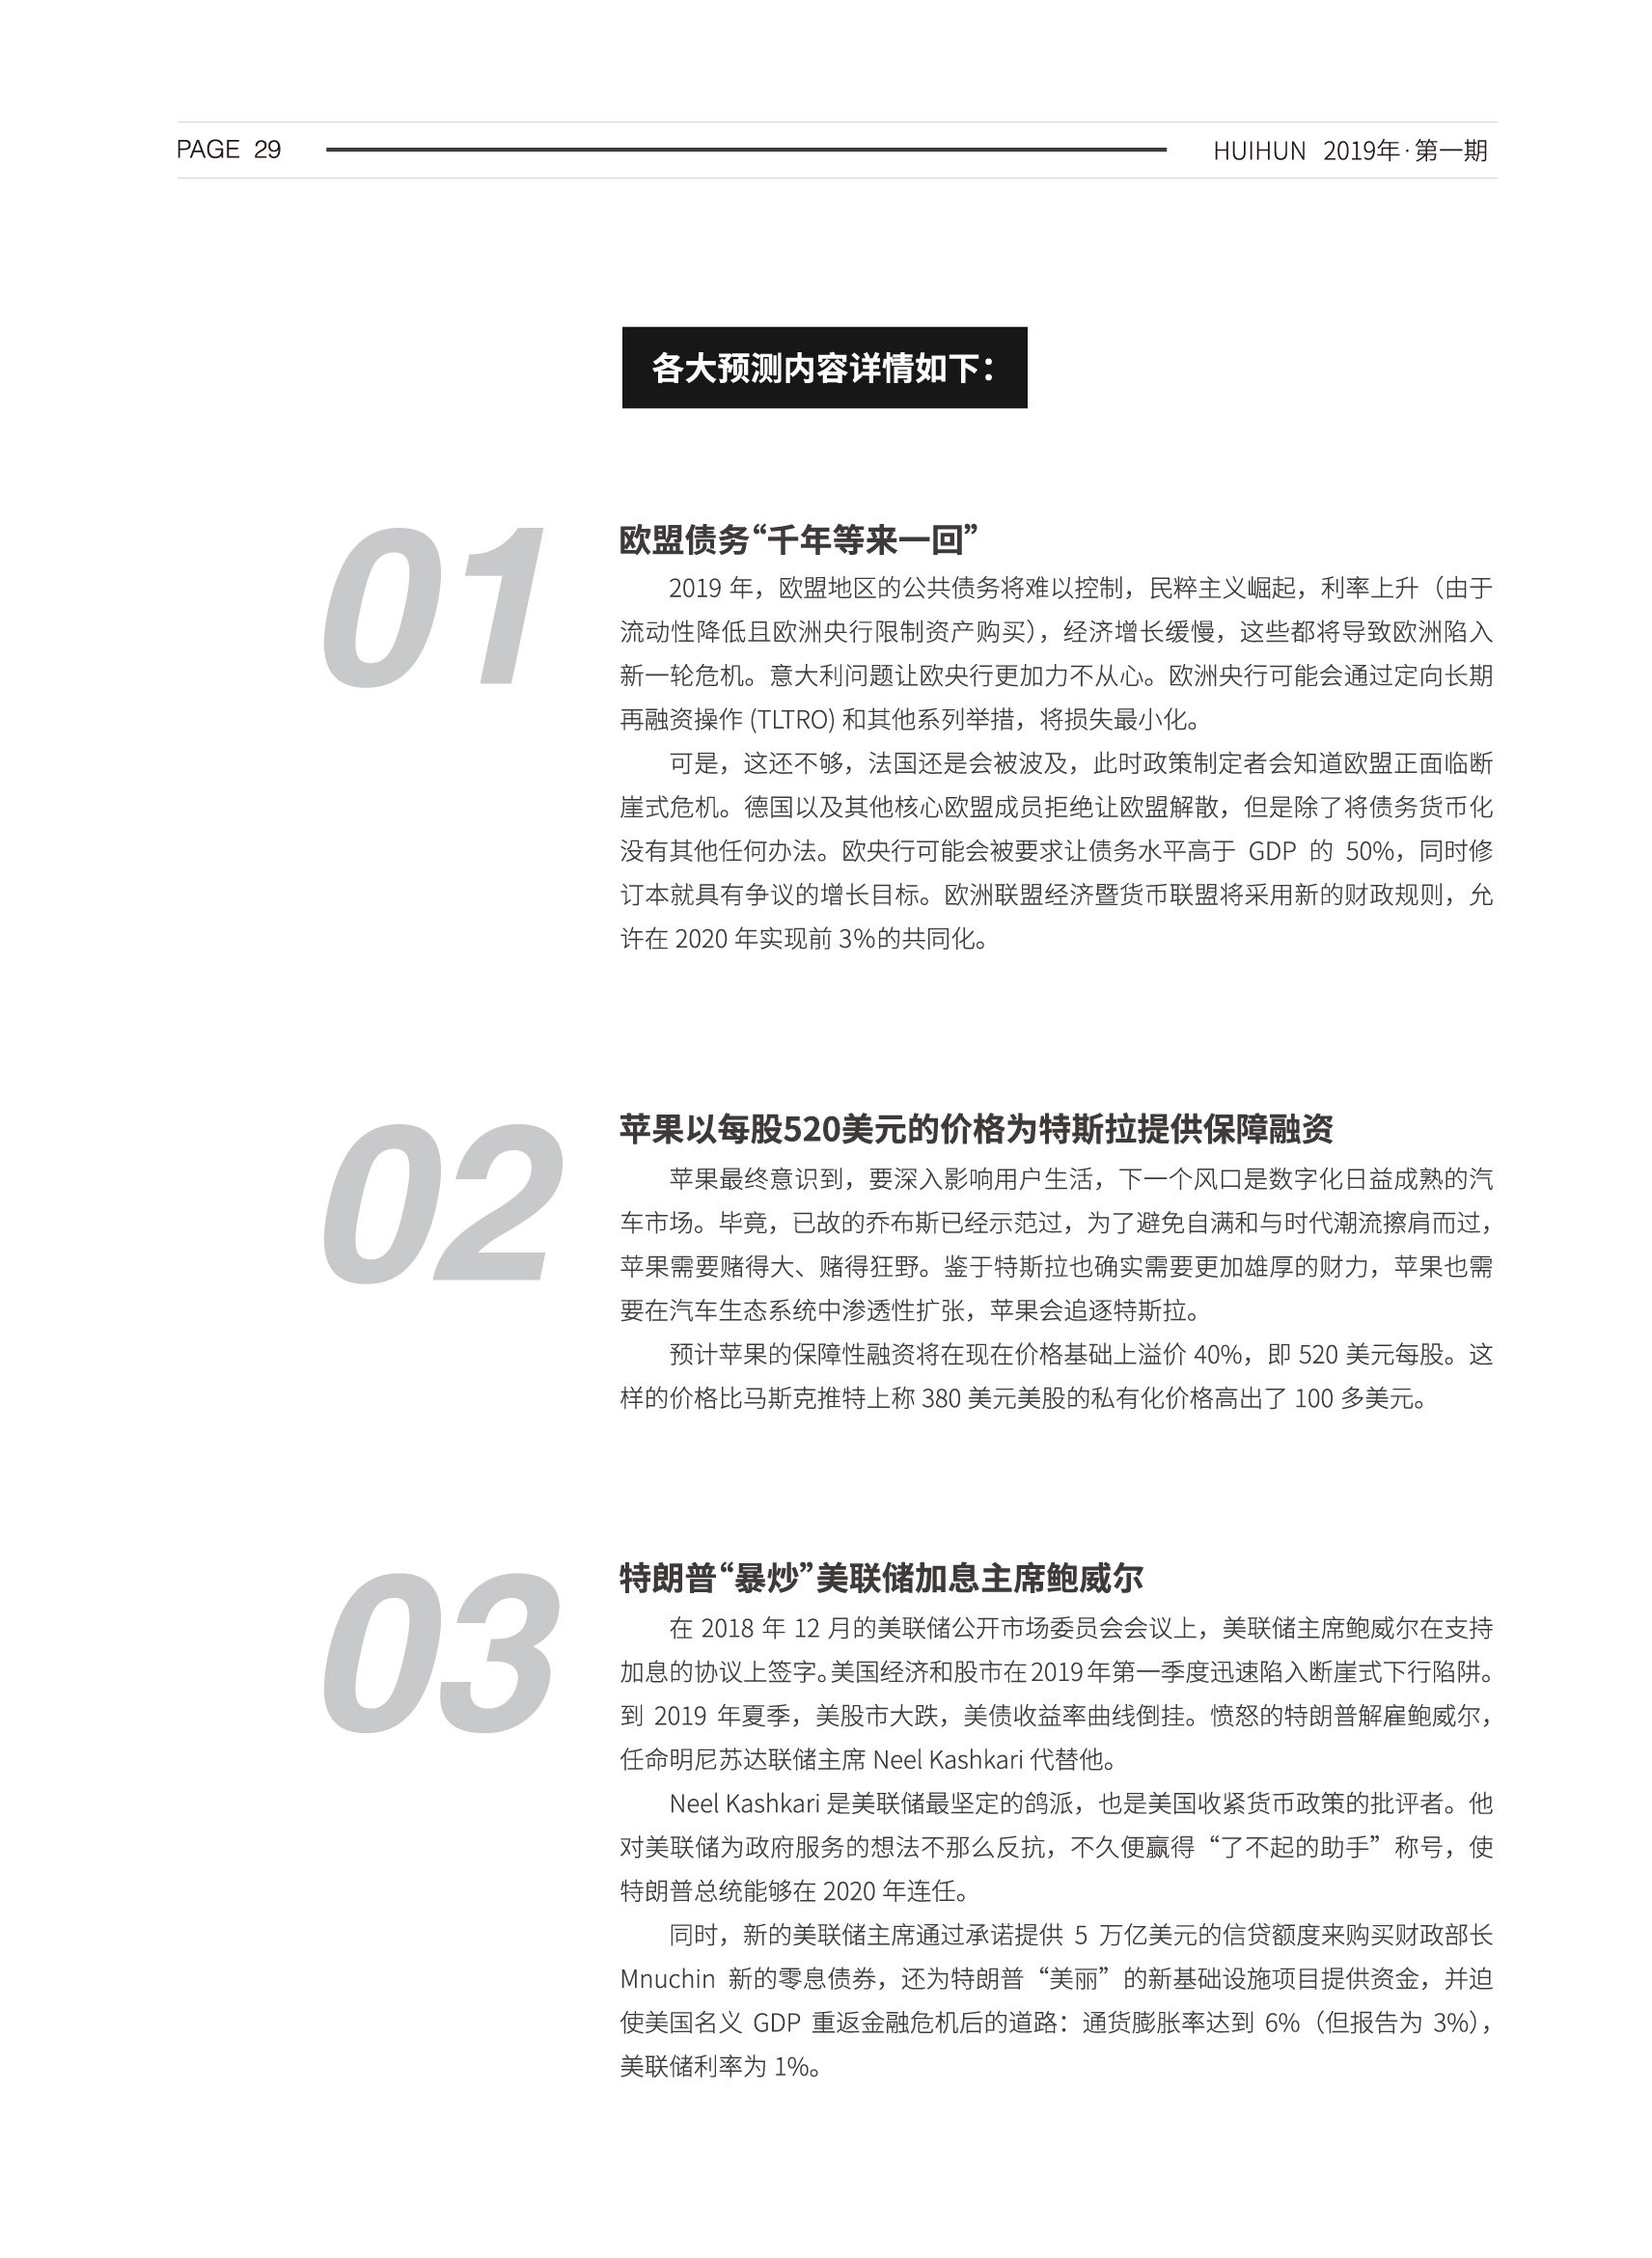 PAGE 29
HUIHUN 2019年·第一期
各大预测内容详情如下：
01
欧盟债务“千年等来一回”
2019 年，欧盟地区的公共债务将难以控制，民粹主义崛起，利率上升（由于
流动性降低且欧洲央行限制资产购买），经济增长缓慢，这些都将导致欧洲陷入
新一轮危机。意大利问题让欧央行更加力不从心。欧洲央行可能会通过定向长期
再融资操作 (TLTRO) 和其他系列举措，将损失最小化。
可是，这还不够，法国还是会被波及，此时政策制定者会知道欧盟正面临断
崖式危机。德国以及其他核心欧盟成员拒绝让欧盟解散，但是除了将债务货币化
没有其他任何办法。欧央行可能会被要求让债务水平高于 GDP 的 50%，同时修
订本就具有争议的增长目标。欧洲联盟经济暨货币联盟将采用新的财政规则，允
许在 2020 年实现前 3%的共同化。
02
苹果以每股520美元的价格为特斯拉提供保障融资
苹果最终意识到，要深入影响用户生活，下一个风口是数字化日益成熟的汽
车市场。毕竟，已故的乔布斯已经示范过，为了避免自满和与时代潮流擦肩而过，
苹果需要赌得大、赌得狂野。鉴于特斯拉也确实需要更加雄厚的财力，苹果也需
要在汽车生态系统中渗透性扩张，苹果会追逐特斯拉。
预计苹果的保障性融资将在现在价格基础上溢价 40%，即 520 美元每股。这
样的价格比马斯克推特上称 380 美元美股的私有化价格高出了 100 多美元。
03
特朗普“暴炒”美联储加息主席鲍威尔
在 2018 年 12 月的美联储公开市场委员会会议上，美联储主席鲍威尔在支持
加息的协议上签字。美国经济和股市在2019年第一季度迅速陷入断崖式下行陷阱。
到 2019 年夏季，美股市大跌，美债收益率曲线倒挂。愤怒的特朗普解雇鲍威尔，
任命明尼苏达联储主席 Neel Kashkari 代替他。
Neel Kashkari 是美联储最坚定的鸽派，也是美国收紧货币政策的批评者。他
对美联储为政府服务的想法不那么反抗，不久便赢得“了不起的助手”称号，使
特朗普总统能够在 2020 年连任。
同时，新的美联储主席通过承诺提供 5 万亿美元的信贷额度来购买财政部长
Mnuchin 新的零息债券，还为特朗普“美丽”的新基础设施项目提供资金，并迫
使美国名义 GDP 重返金融危机后的道路：通货膨胀率达到 6%（但报告为 3%），
美联储利率为 1%。